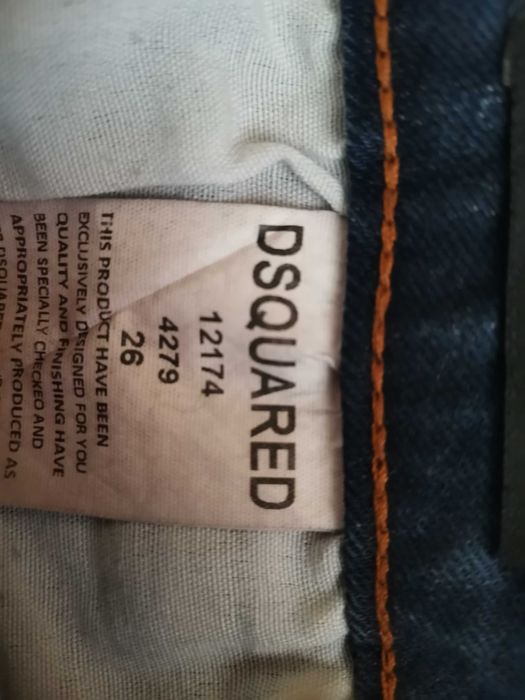 DSQUARED
12174
4279
26
THIS PRODUCT HAVE BEEN
EXCLUSIVELY DESIGNED FOR YOU
QUALITY AND FINISHING HAVE
BEEN SPECIALLY CHECKED AND
APPROPRIATELY PRODUCED AS